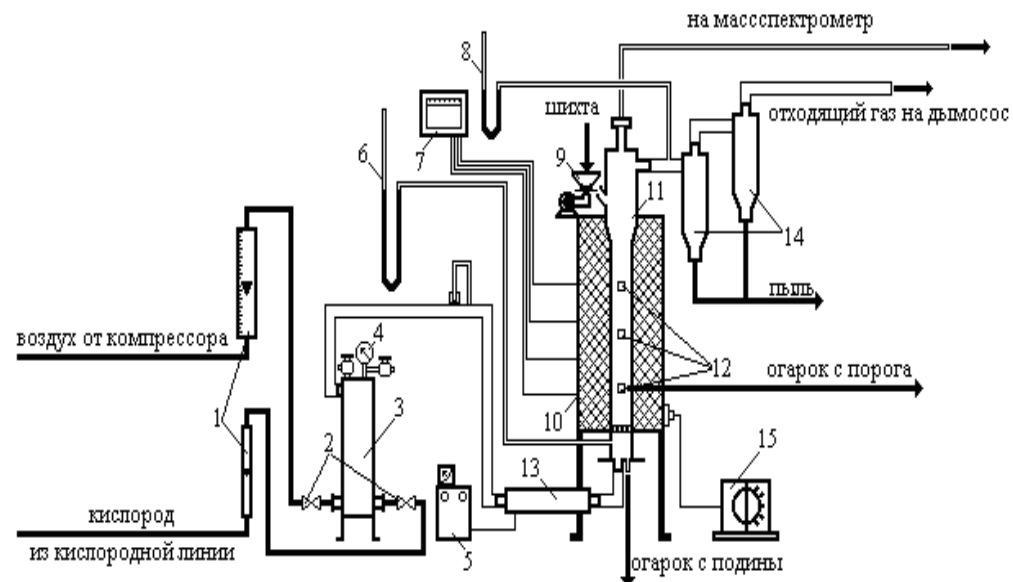 на массспектрометр
8
шихта
отходящий газ на дымосос
6
7
9
11
14
пыль
воздух от компрессора
4
12
огарок с порога
1
2
3
10
13
15
кислород
из кислородной линии
5
огарок с подины